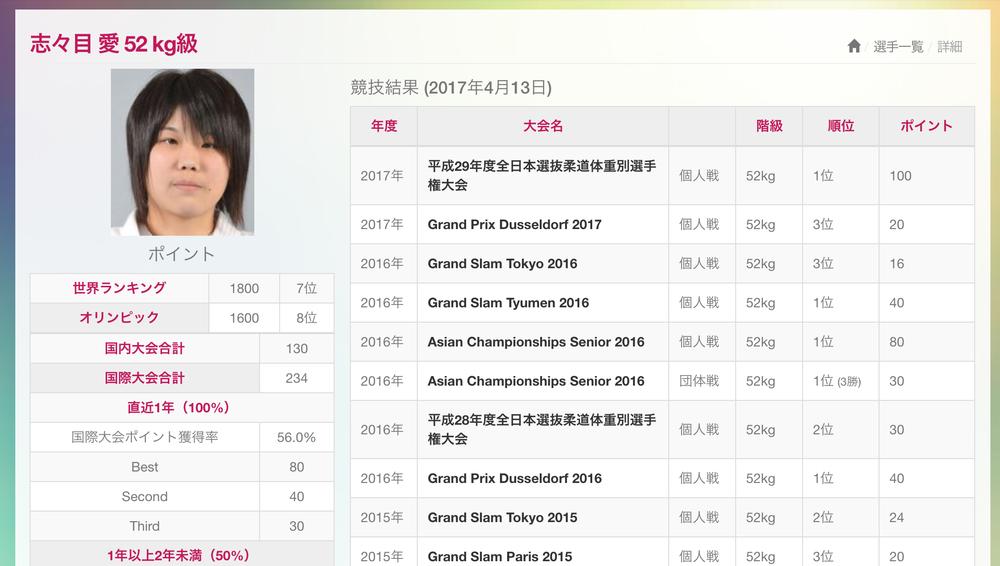 志々目 愛 52 kg級
選手一覧 / 詳細
ポイント
世界ランキング 1800 7位
オリンピック 1600 8位
国内大会合計 130
国際大会合計 234
直近1年（100%）
国際大会ポイント獲得率 56.0%
Best 80
Second 40
Third 30
1年以上2年未満（50%）
競技結果 (2017年4月13日)
年度 大会名 階級 順位 ポイント
2017年 平成29年度全日本選抜柔道体重別選手
権大会 個人戦 52kg 1位 100
2017年 Grand Prix Dusseldorf 2017 個人戦 52kg 3位 20
2016年 Grand Slam Tokyo 2016 個人戦 52kg 3位 16
2016年 Grand Slam Tyumen 2016 個人戦 52kg 1位 40
2016年 Asian Championships Senior 2016 個人戦 52kg 1位 80
2016年 Asian Championships Senior 2016 団体戦 52kg 1位 (3勝) 30
2016年 平成28年度全日本選抜柔道体重別選手
権大会 個人戦 52kg 2位 30
2016年 Grand Prix Dusseldorf 2016 個人戦 52kg 1位 40
2015年 Grand Slam Tokyo 2015 個人戦 52kg 2位 24
2015年 Grand Slam Paris 2015 個人戦 52kg 3位 20